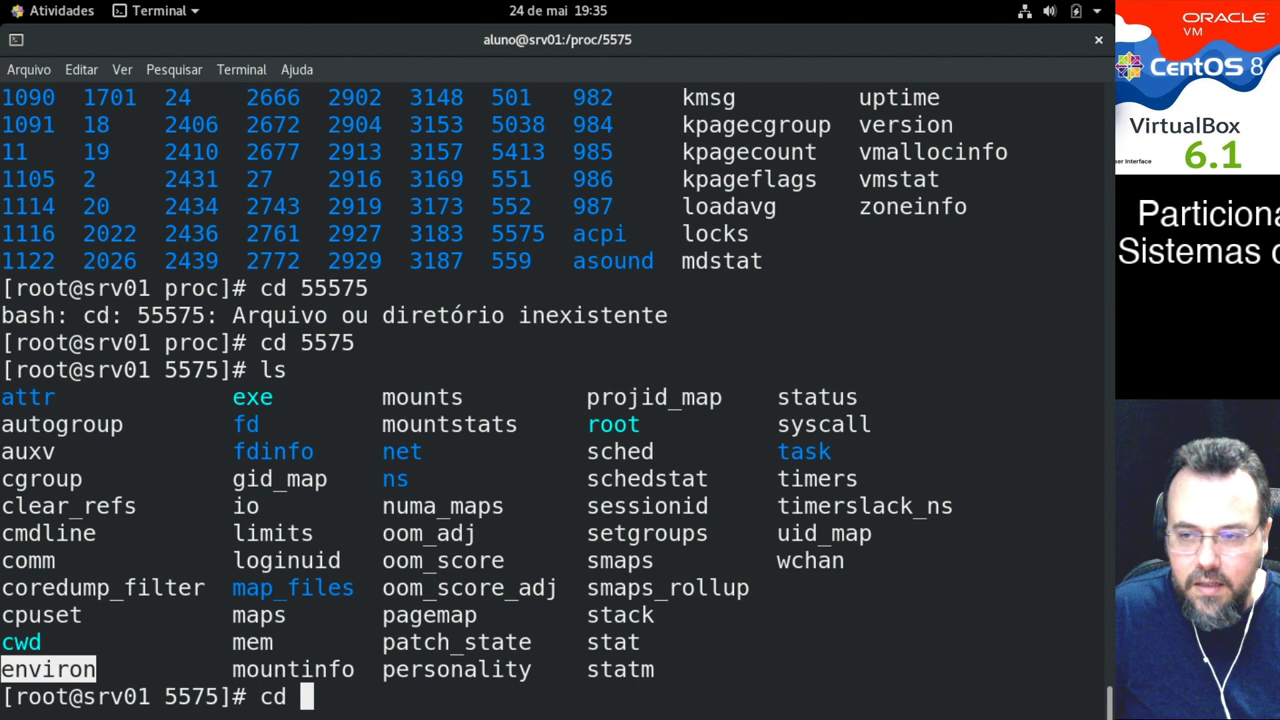 Atividades Terminal 24 de mai 19:35
aluno@srv01:/proc/5575 ×
Arquivo Editar Ver Pesquisar Terminal Ajuda
1090 1701 24 2666 2902 3148 501 982 kmsg uptime
1091 18 2406 2672 2904 3153 5038 984 kpagecgroup version
11 19 2410 2677 2913 3157 5413 985 kpagecount vmallocinfo
1105 2 2431 27 2916 3169 551 986 kpageflags vmstat
1114 20 2434 2743 2919 3173 552 987 loadavg zoneinfo
1116 2022 2436 2761 2927 3183 5575 acpi locks
1122 2026 2439 2772 2929 3187 559 asound mdstat
[root@srv01 proc]# cd 55575
bash: cd: 55575: Arquivo ou diretório inexistente
[root@srv01 proc]# cd 5575
[root@srv01 5575]# ls
attr exe mounts projid_map status
autogroup fd mountstats root syscall
auxv fdinfo net sched task
cgroup gid_map ns schedstat timers
clear_refs io numa_maps sessionid timerslack_ns
cmdline limits oom_adj setgroups uid_map
comm loginuid oom_score smaps wchan
coredump_filter map_files oom_score_adj smaps_rollup
cpuset maps pagemap stack
cwd mem patch_state stat
environ mountinfo personality statm
[root@srv01 5575]# cd
ORACLE
VM
CentOS 8
VirtualBox
er Interface 6.1
Particiona
Sistemas